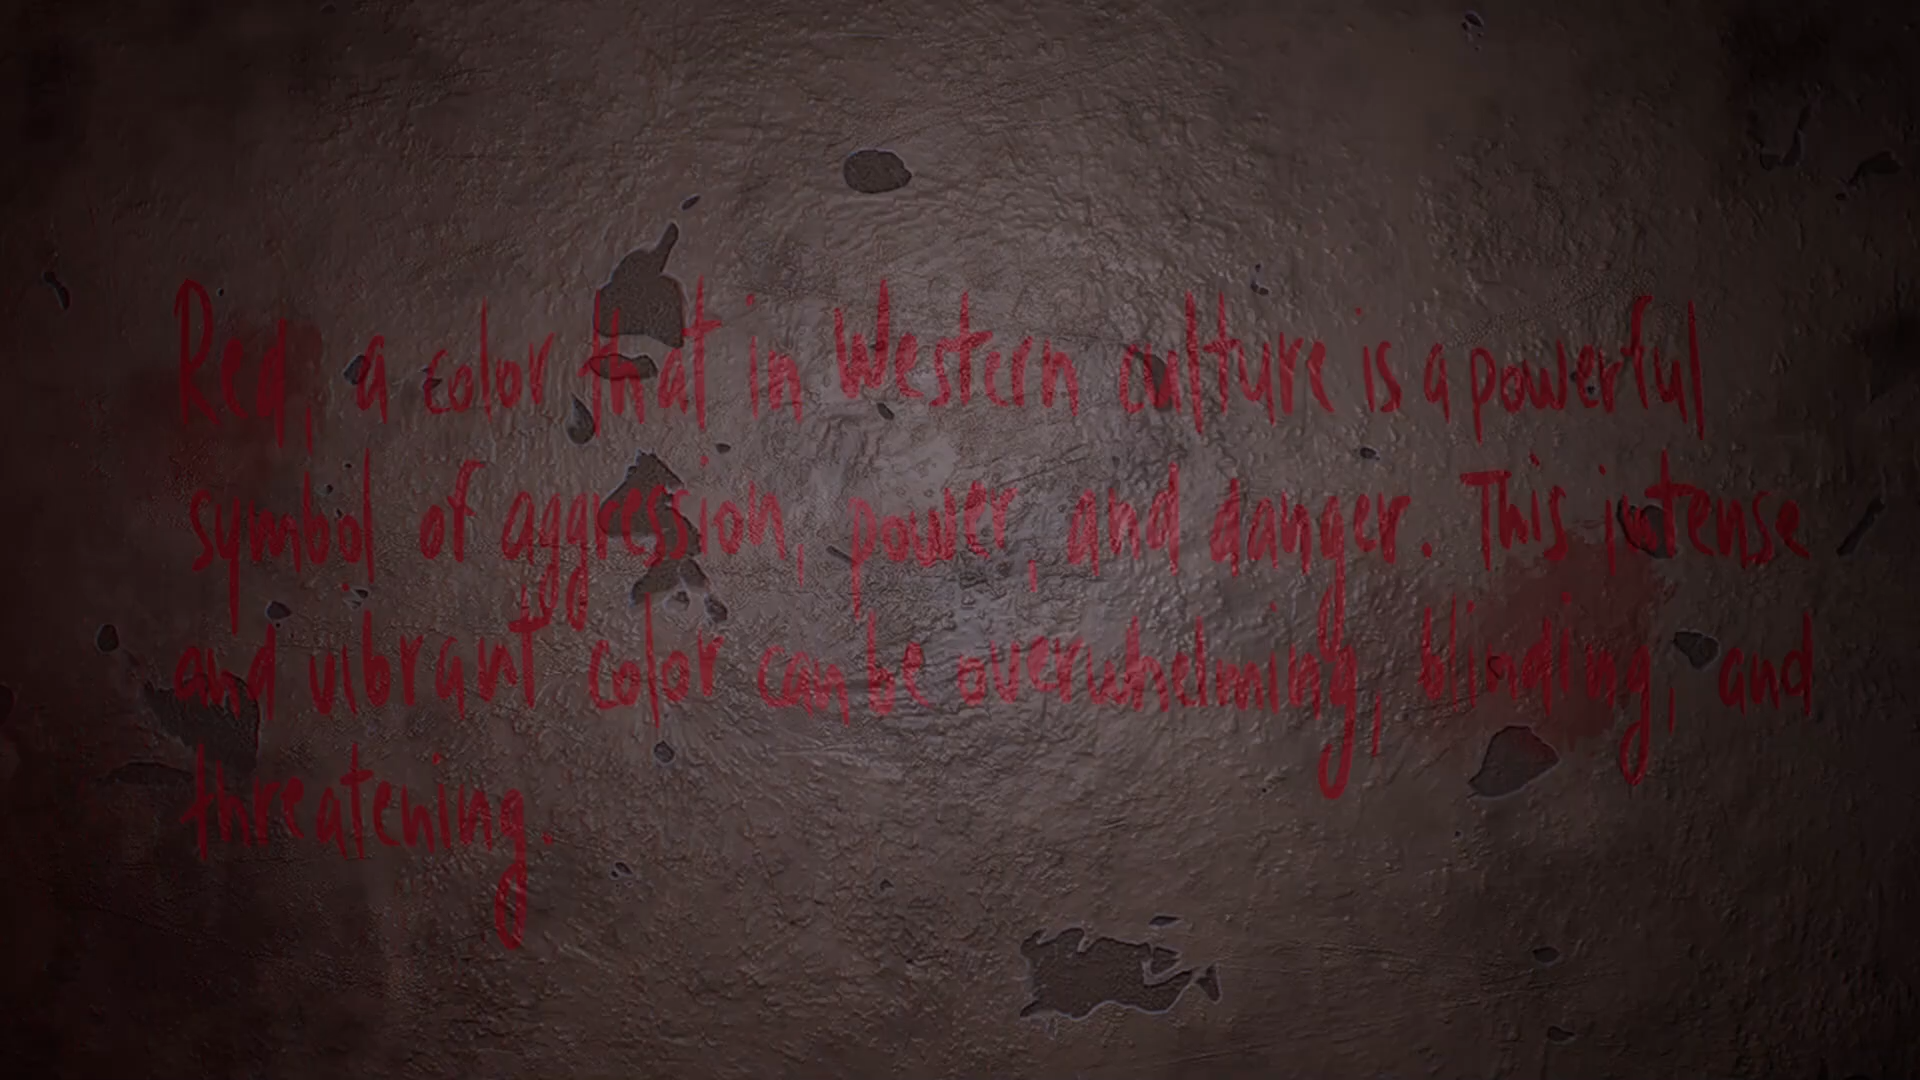 Red, a color that in Western culture is a powerful
symbol of aggression, power, and danger. This intense
and vibrant color can be overwhelming, blinding, and
threatening.